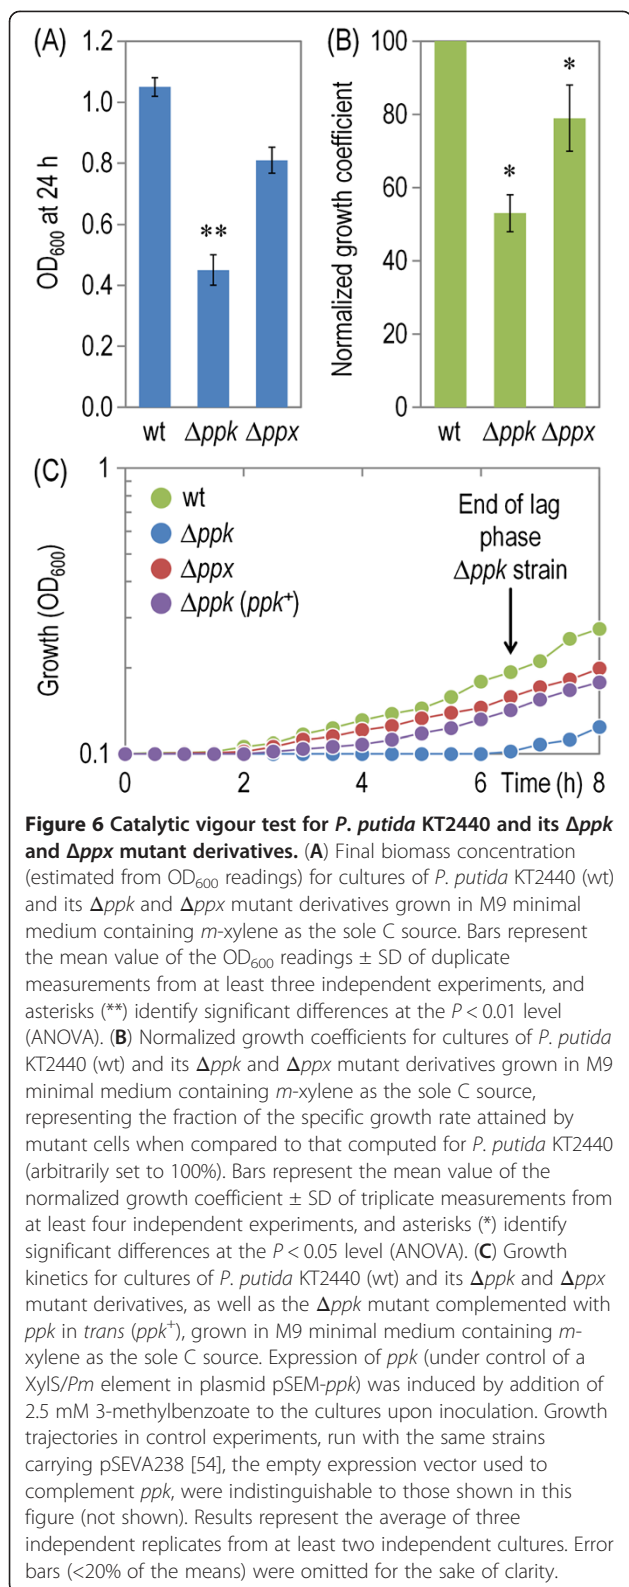 (A)
1.2
1.0
0.8
0.6
0.4
0.2
0.0
OD600 at 24 h
**
wt Δppk Δppx
(B)
100
80
60
40
20
0
Normalized growth coefficient
*
*
wt Δppk Δppx
(C)
1
0.1
Growth (OD600)
wt
Δppk
Δppx
Δppk (ppk+)
End of lag
phase
Δppk strain
0 2 4 6 Time (h) 8
Figure 6 Catalytic vigour test for P. putida KT2440 and its Δppk
and Δppx mutant derivatives. (A) Final biomass concentration
(estimated from OD600 readings) for cultures of P. putida KT2440 (wt)
and its Δppk and Δppx mutant derivatives grown in M9 minimal
medium containing m-xylene as the sole C source. Bars represent
the mean value of the OD600 readings ± SD of duplicate
measurements from at least three independent experiments, and
asterisks (**) identify significant differences at the P < 0.01 level
(ANOVA). (B) Normalized growth coefficients for cultures of P. putida
KT2440 (wt) and its Δppk and Δppx mutant derivatives grown in M9
minimal medium containing m-xylene as the sole C source,
representing the fraction of the specific growth rate attained by
mutant cells when compared to that computed for P. putida KT2440
(arbitrarily set to 100%). Bars represent the mean value of the
normalized growth coefficient ± SD of triplicate measurements from
at least four independent experiments, and asterisks (*) identify
significant differences at the P < 0.05 level (ANOVA). (C) Growth
kinetics for cultures of P. putida KT2440 (wt) and its Δppk and Δppx
mutant derivatives, as well as the Δppk mutant complemented with
ppk in trans (ppk+), grown in M9 minimal medium containing m-
xylene as the sole C source. Expression of ppk (under control of a
XylS/Pm element in plasmid pSEM-ppk) was induced by addition of
2.5 mM 3-methylbenzoate to the cultures upon inoculation. Growth
trajectories in control experiments, run with the same strains
carrying pSEVA238 [54], the empty expression vector used to
complement ppk, were indistinguishable to those shown in this
figure (not shown). Results represent the average of three
independent replicates from at least two independent cultures. Error
bars (<20% of the means) were omitted for the sake of clarity.